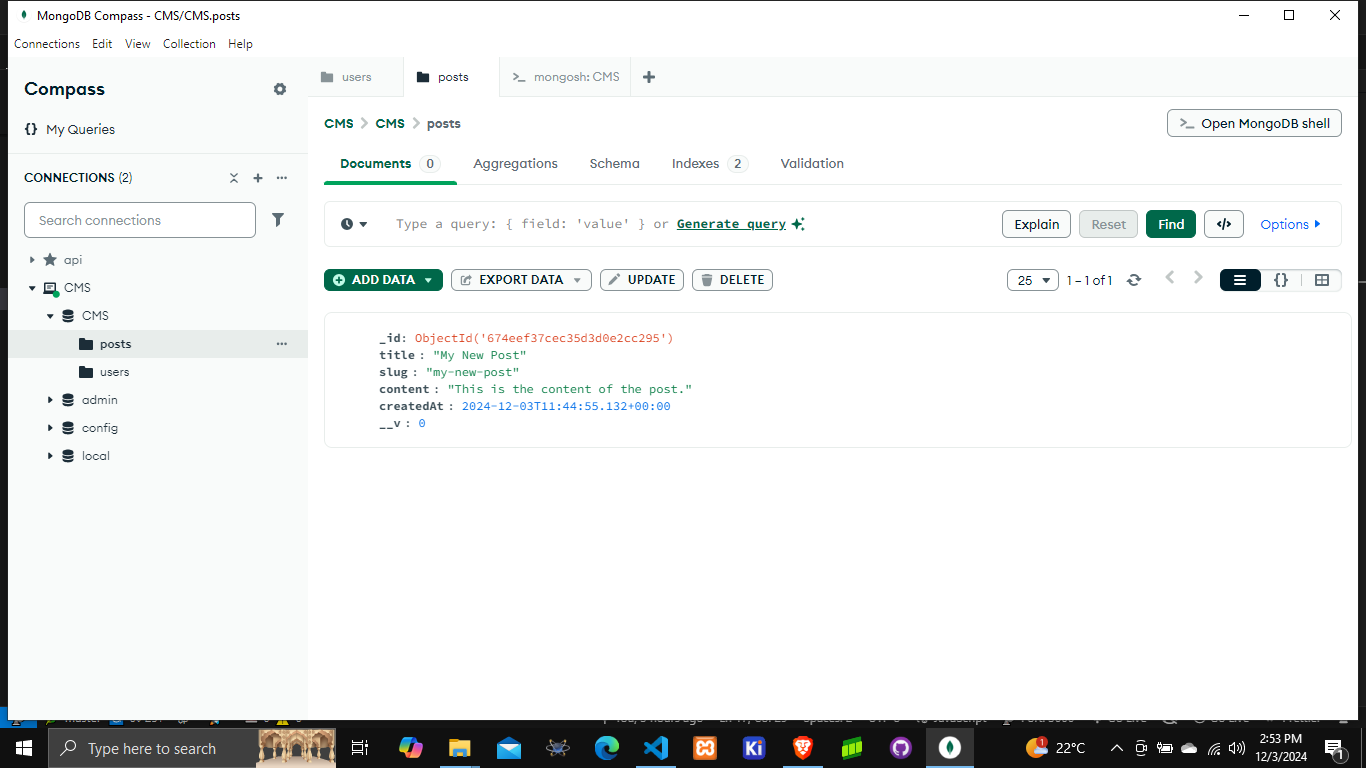 MongoDB Compass - CMS/CMS.posts
Connections Edit View Collection Help
Compass
My Queries
CONNECTIONS (2)
Search connections
api
CMS
CMS
posts
users
admin
config
local
users
posts
mongosh: CMS
CMS > CMS > posts
Open MongoDB shell
Documents 0
Aggregations
Schema
Indexes 2
Validation
Type a query: { field: 'value' } or Generate query
Explain
Reset
Find
</>
Options
ADD DATA
EXPORT DATA
UPDATE
DELETE
25
1 – 1 of 1
{}
_id: ObjectId('674eef37cec35d3d0e2cc295')
title : "My New Post"
slug : "my-new-post"
content : "This is the content of the post."
createdAt : 2024-12-03T11:44:55.132+00:00
__v : 0
Type here to search
Ki
1
22°C
2:53 PM
12/3/2024
1